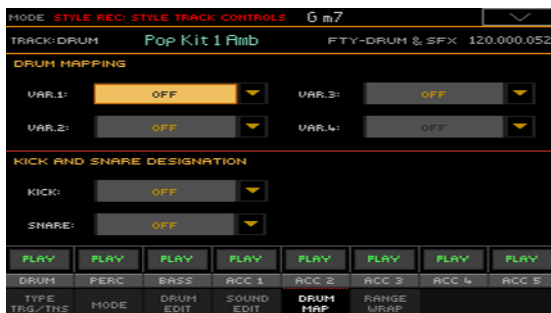 MODE STYLE REC: STYLE TRACK CONTROLS G m7
TRACK:DRUM Pop Kit 1 Amb FTY-DRUM & SFX 120.000.052
DRUM MAPPING
VAR.1: OFF VAR.3: OFF
VAR.2: OFF VAR.4: OFF
KICK AND SNARE DESIGNATION
KICK: OFF
SNARE: OFF
PLAY PLAY PLAY PLAY PLAY PLAY PLAY PLAY
DRUM PERC BASS ACC 1 ACC 2 ACC 3 ACC 4 ACC 5
TYPE TRG/TNS MODE DRUM EDIT SOUND EDIT DRUM MAP RANGE WRAP